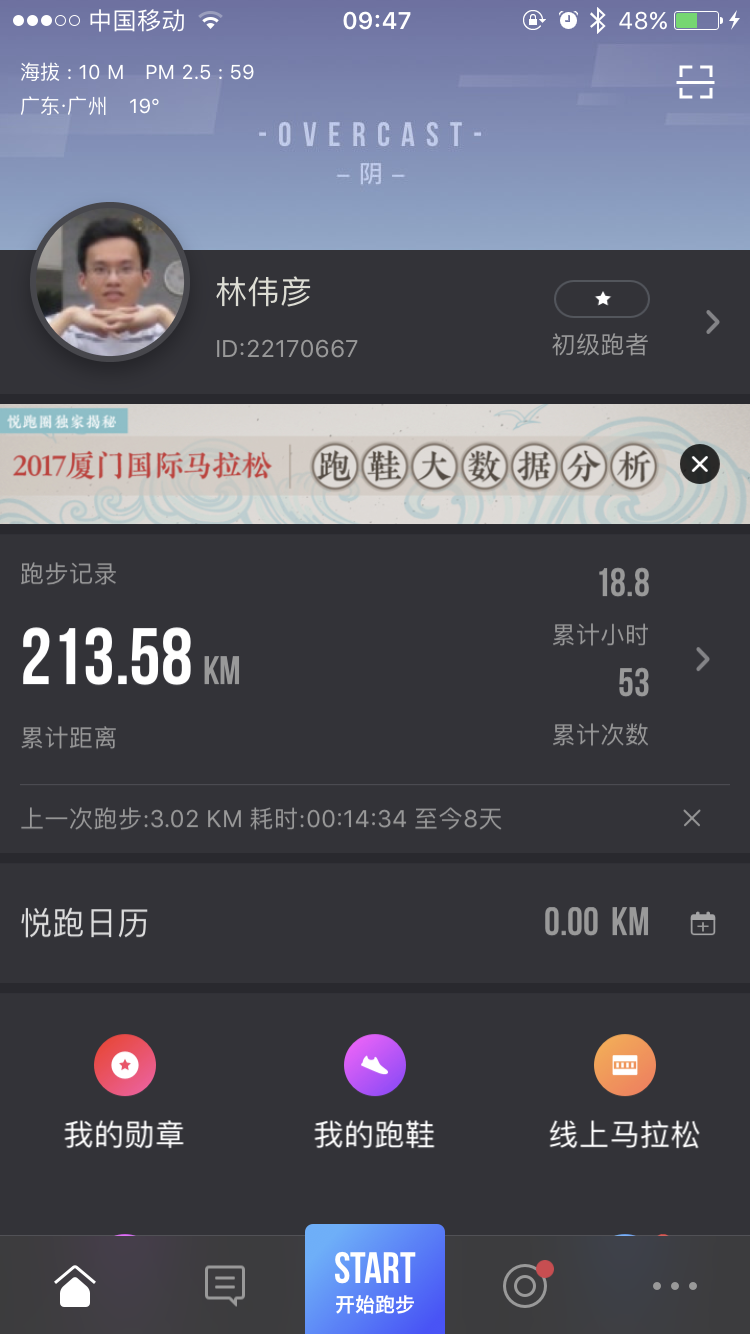 中国移动 09:47 48%
海拔 : 10 M PM 2.5 : 59
广东·广州 19°
-OVERCAST-
– 阴 –
林伟彦
ID:22170667
初级跑者
悦跑圈独家揭秘
2017厦门国际马拉松 跑鞋大数据分析
跑步记录
213.58 KM
累计距离
18.8
累计小时
53
累计次数
上一次跑步:3.02 KM 耗时:00:14:34 至今8天
悦跑日历 0.00 KM
我的勋章 我的跑鞋 线上马拉松
START
开始跑步